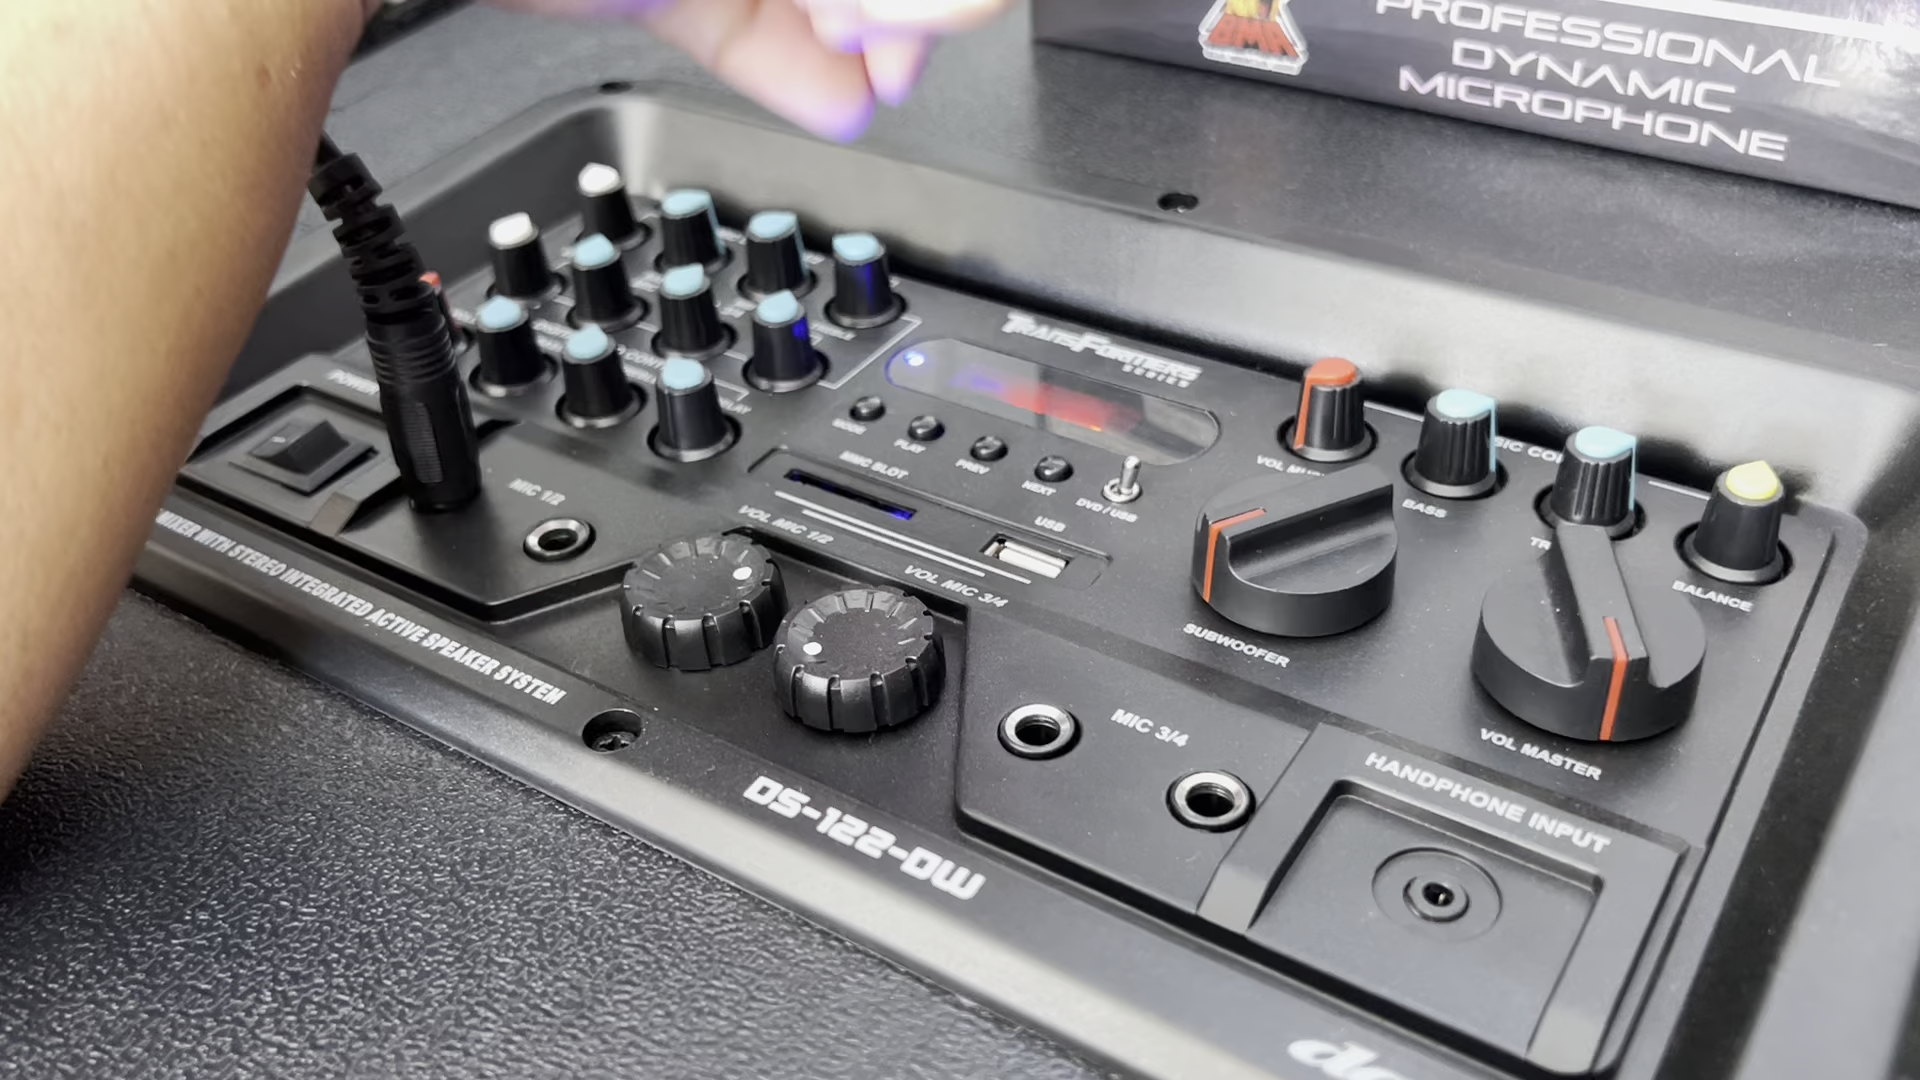 PROFESSIONAL
DYNAMIC
MICROPHONE
BMK
TRANSFORMERS
SERIES
MODE
PLAY
PREV
NEXT
DVD / USB
MMC SLOT
USB
MIC 1/2
VOL MIC 1/2
VOL MIC 3/4
BASS
BALANCE
SUBWOOFER
VOL MASTER
MIC 3/4
HANDPHONE INPUT
MIXER WITH STEREO INTEGRATED ACTIVE SPEAKER SYSTEM
DS-122-DW